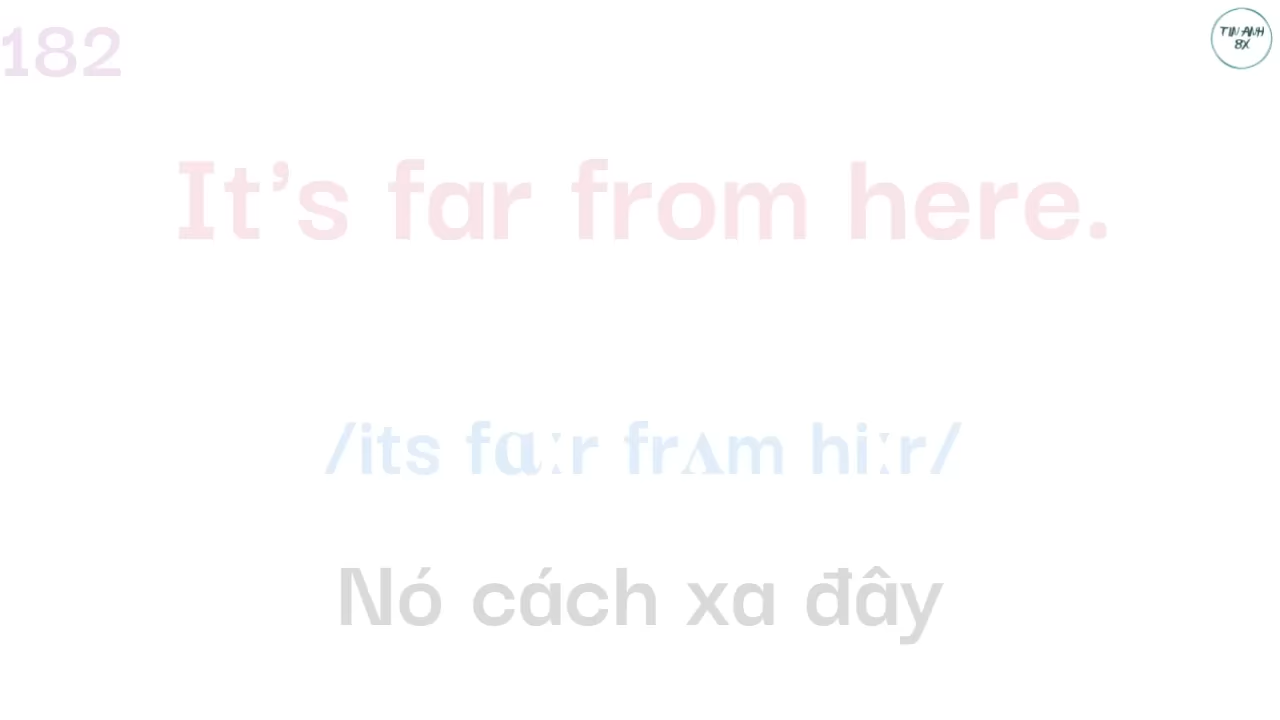 182
TIN ANH
8X
It’s far from here.
/its fɑːr frʌm hiːr/
Nó cách xa đây